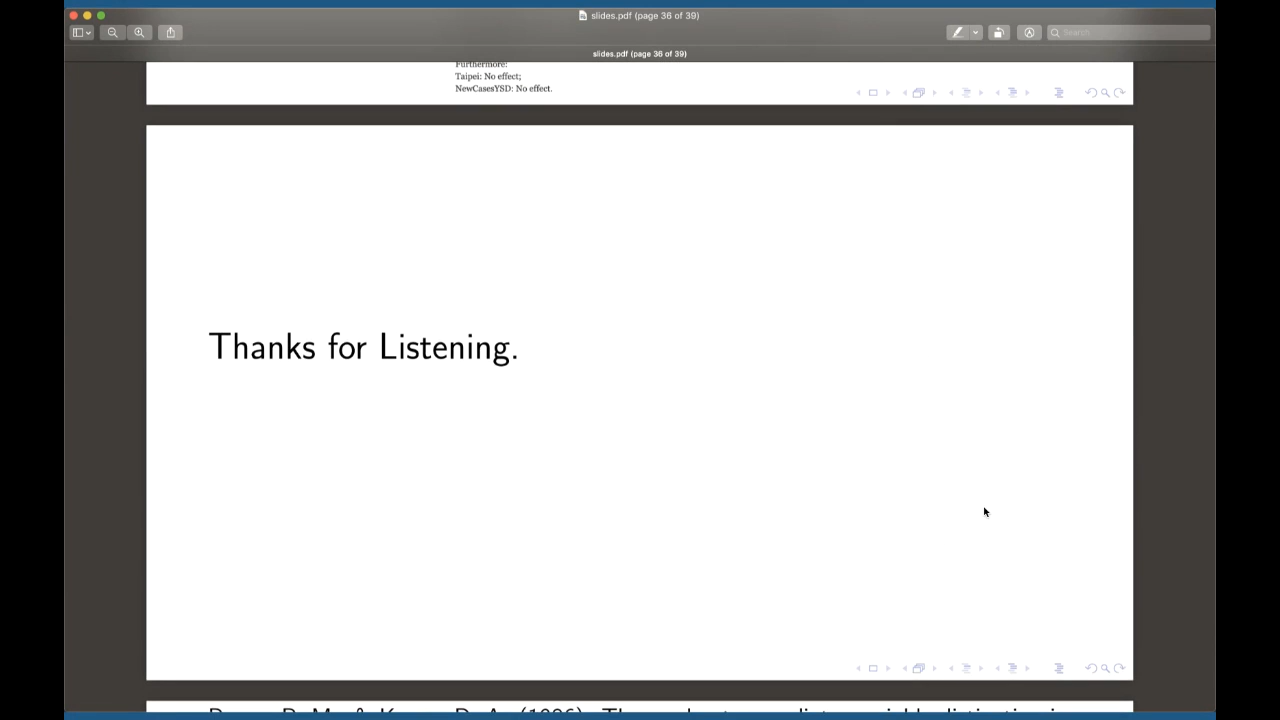 slides.pdf (page 36 of 39)
Search
slides.pdf (page 36 of 39)
Furthermore:
Taipei: No effect;
NewCasesYSD: No effect.
Thanks for Listening.